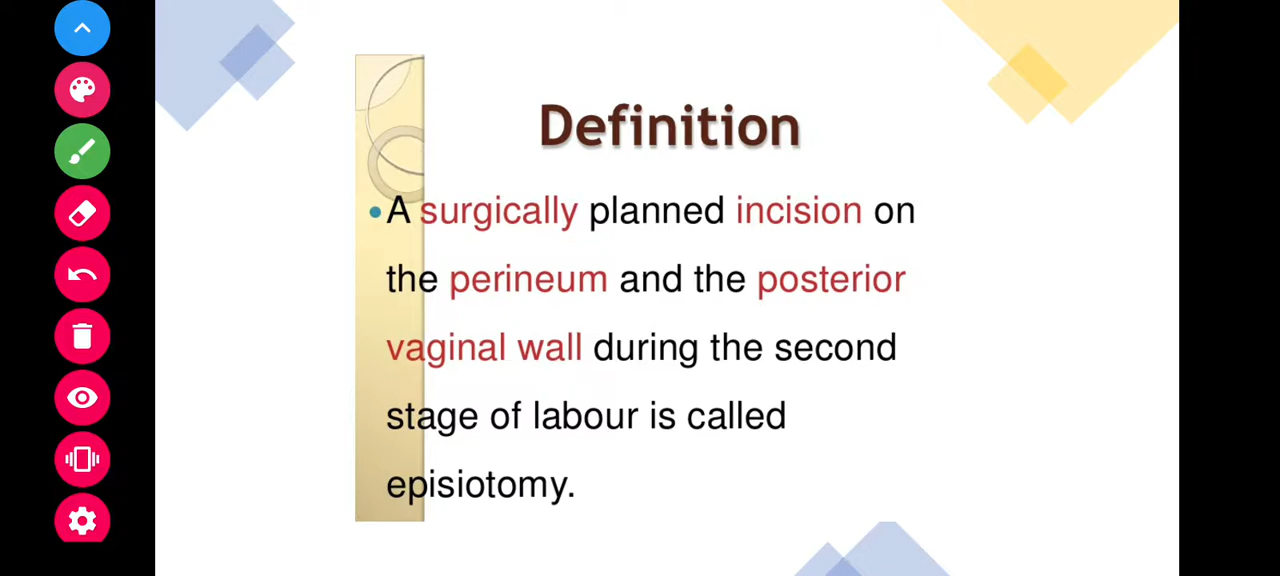 Definition
•A surgically planned incision on
the perineum and the posterior
vaginal wall during the second
stage of labour is called
episiotomy.